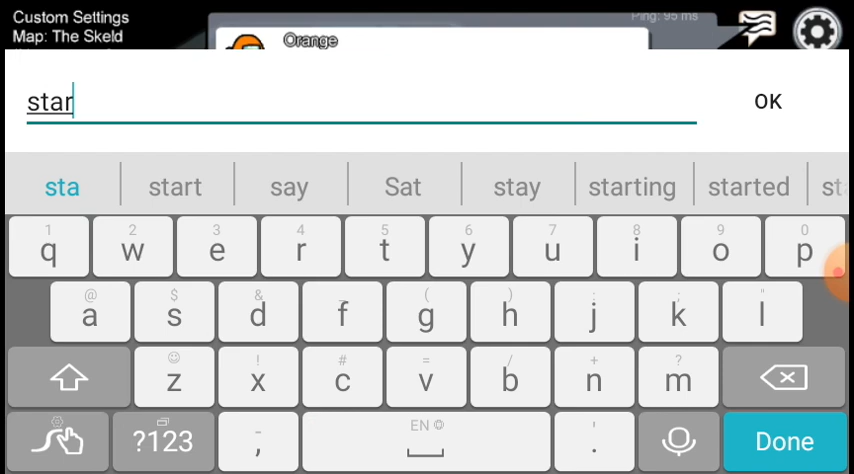 Custom Settings
Map: The Skeld
Ping: 95 ms
Orange
star
OK
sta start say Sat stay starting started
1 2 3 4 5 6 7 8 9 0
q w e r t y u i o p
@ $ & _ ( ) : ; "
a s d f g h j k l
! # = / + ?
z x c v b n m
EN
?123 , - . ' Done